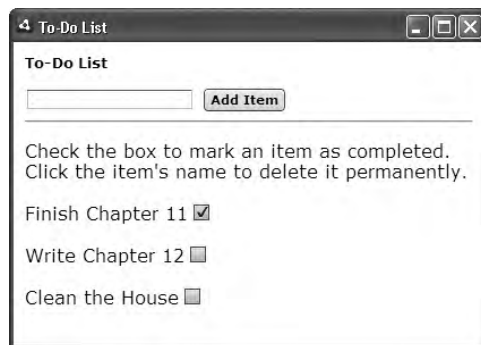 To-Do List
To-Do List
Add Item
Check the box to mark an item as completed.
Click the item's name to delete it permanently.
Finish Chapter 11
Write Chapter 12
Clean the House